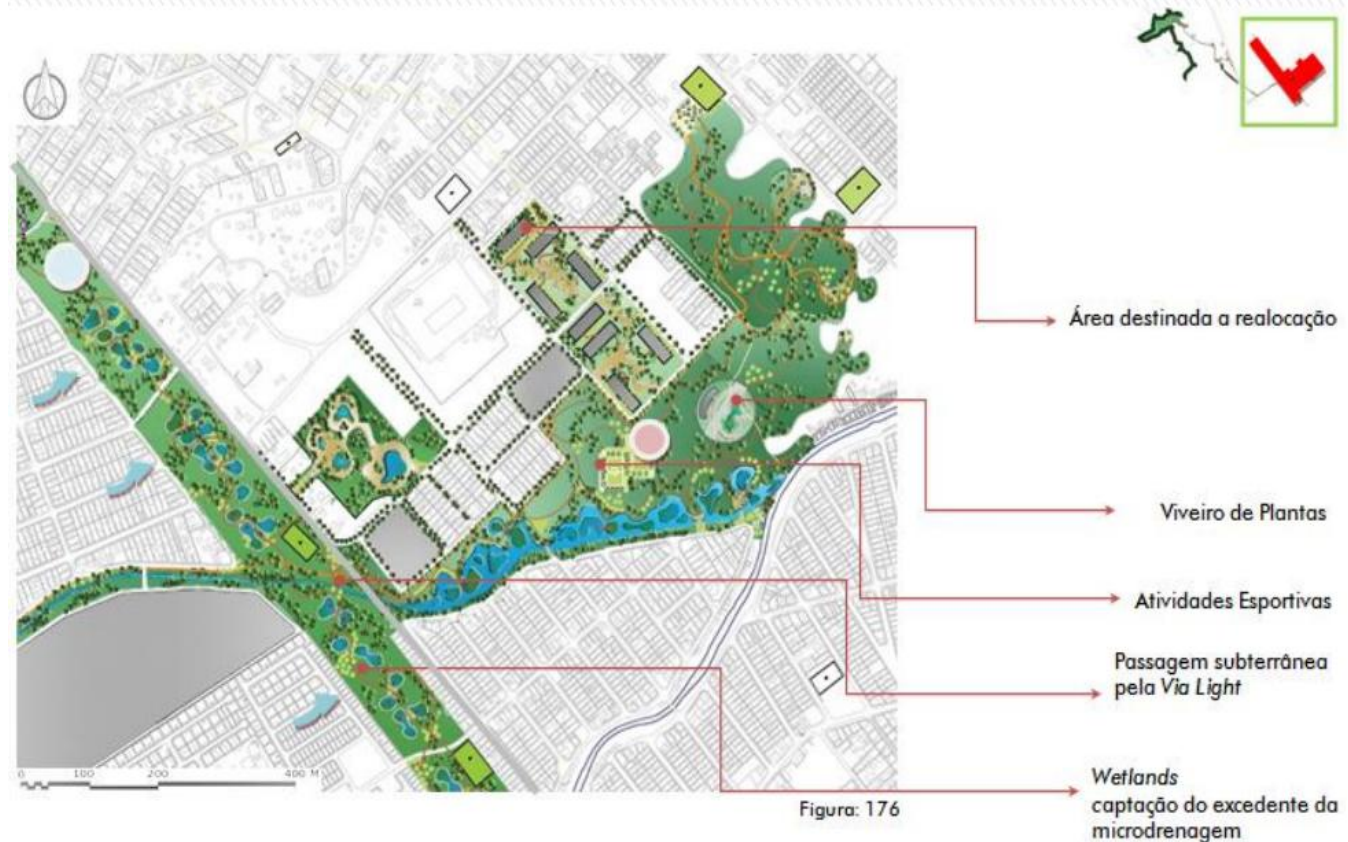 Área destinada a realocação
Viveiro de Plantas
Atividades Esportivas
Passagem subterrânea
pela Via Light
Wetlands
captação do excedente da
microdrenagem
0 100 200 400 M
Figura: 176